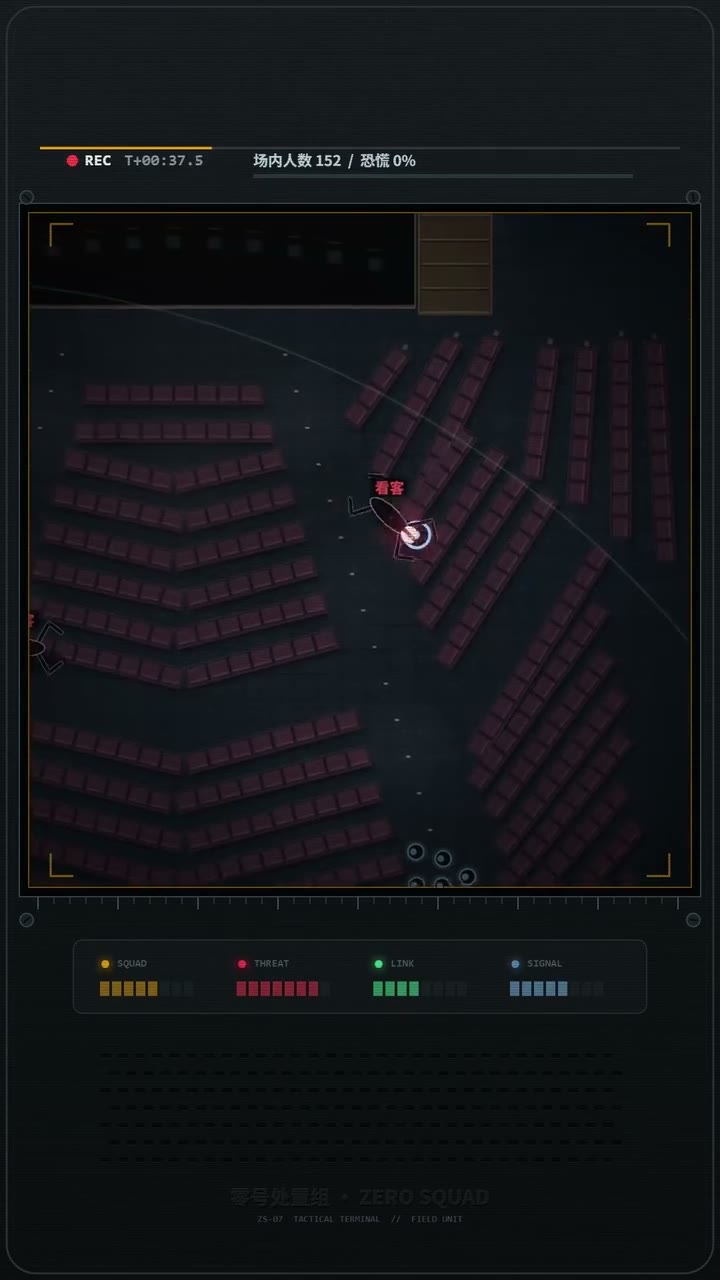 REC T+00:37.5 场内人数 152 / 恐慌 0%
看客
SQUAD THREAT LINK SIGNAL
零号处置组 · ZERO SQUAD
ZS-07 TACTICAL TERMINAL // FIELD UNIT